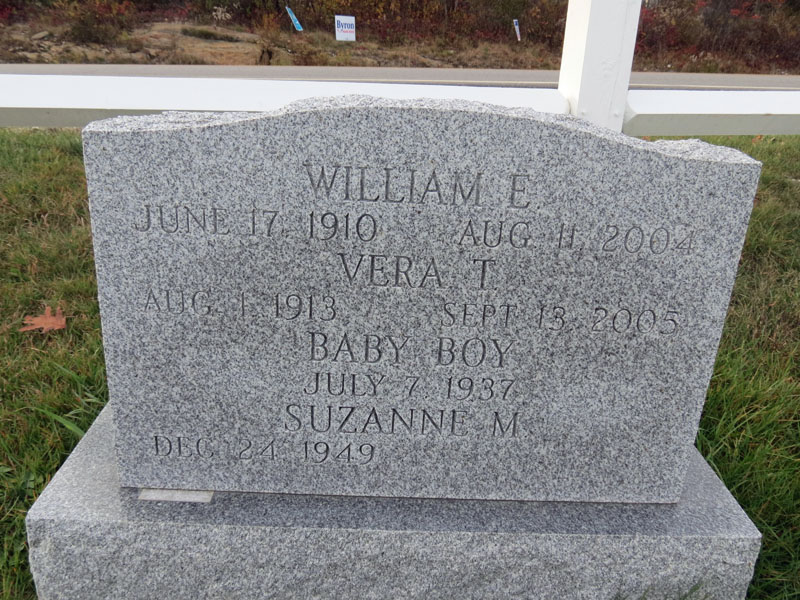 Byron
WILLIAM E.
JUNE 17, 1910 AUG. 11, 2004
VERA T.
AUG. 1, 1913 SEPT. 13, 2005
BABY BOY
JULY 7, 1937
SUZANNE M.
DEC. 24, 1949